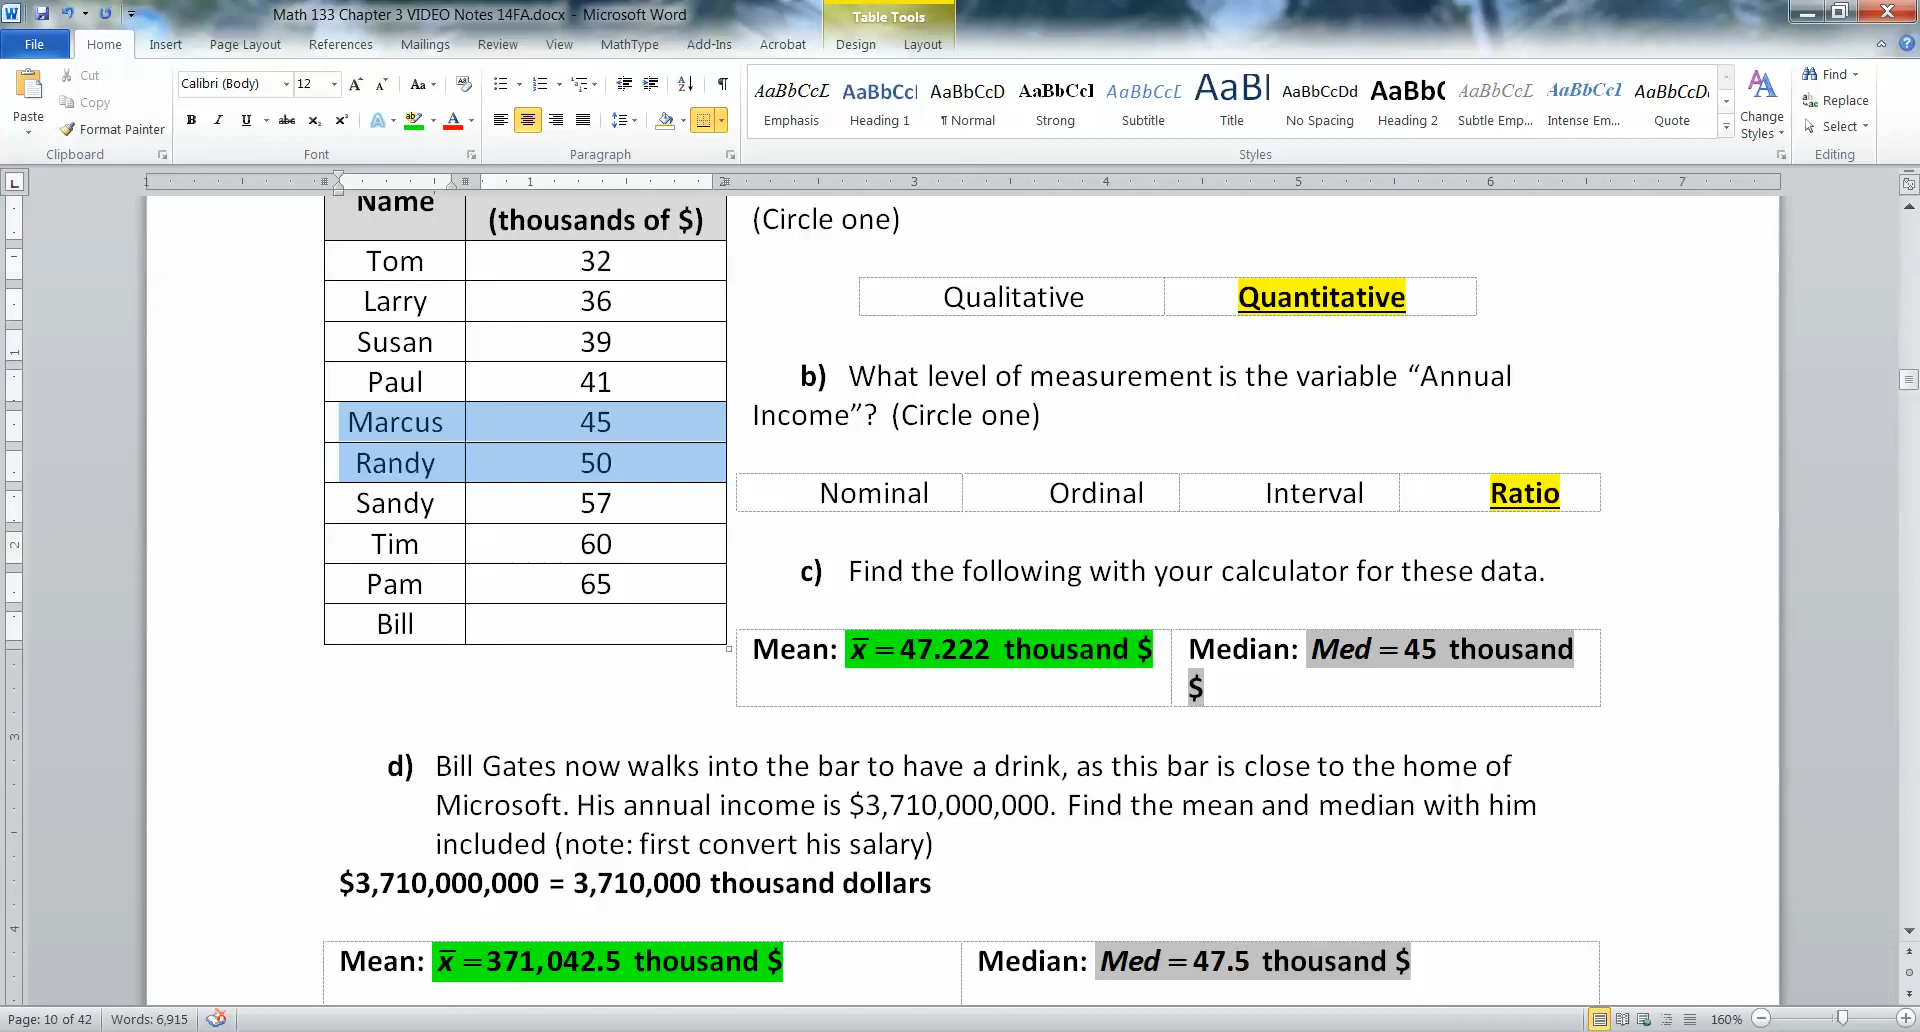 Math 133 Chapter 3 VIDEO Notes 14FA.docx - Microsoft Word
Table Tools
File Home Insert Page Layout References Mailings Review View MathType Add-Ins Acrobat Design Layout
Paste
Cut
Copy
Format Painter
Clipboard
Calibri (Body) 12
Font
Paragraph
AaBbCcL AaBbCcI AaBbCcD AaBbCcI AaBbCcL AaBI AaBbCcDd AaBbC AaBbCcL AaBbCcI AaBbCcD
Emphasis Heading 1 ¶ Normal Strong Subtitle Title No Spacing Heading 2 Subtle Emp... Intense Em... Quote
Change Styles
Styles
Find
Replace
Select
Editing
1 1 2 3 4 5 6 7
Name
(thousands of $)
Tom 32
Larry 36
Susan 39
Paul 41
Marcus 45
Randy 50
Sandy 57
Tim 60
Pam 65
Bill
(Circle one)
Qualitative Quantitative
b) What level of measurement is the variable “Annual
Income”? (Circle one)
Nominal Ordinal Interval Ratio
c) Find the following with your calculator for these data.
Mean: x̅ = 47.222 thousand $
Median: Med = 45 thousand
$
d) Bill Gates now walks into the bar to have a drink, as this bar is close to the home of
Microsoft. His annual income is $3,710,000,000. Find the mean and median with him
included (note: first convert his salary)
$3,710,000,000 = 3,710,000 thousand dollars
Mean: x̅ = 371,042.5 thousand $
Median: Med = 47.5 thousand $
Page: 10 of 42 Words: 6,915 160%